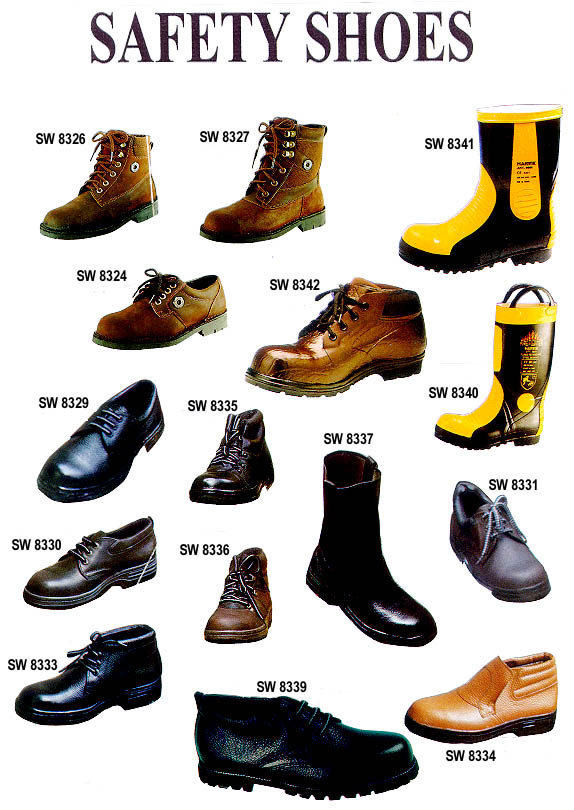 SAFETY SHOES
SW 8326
SW 8327
SW 8341
HARVIK
SW 8324
SW 8342
SW 8329
SW 8335
SW 8340
SW 8337
SW 8331
SW 8330
SW 8336
SW 8333
SW 8339
SW 8334